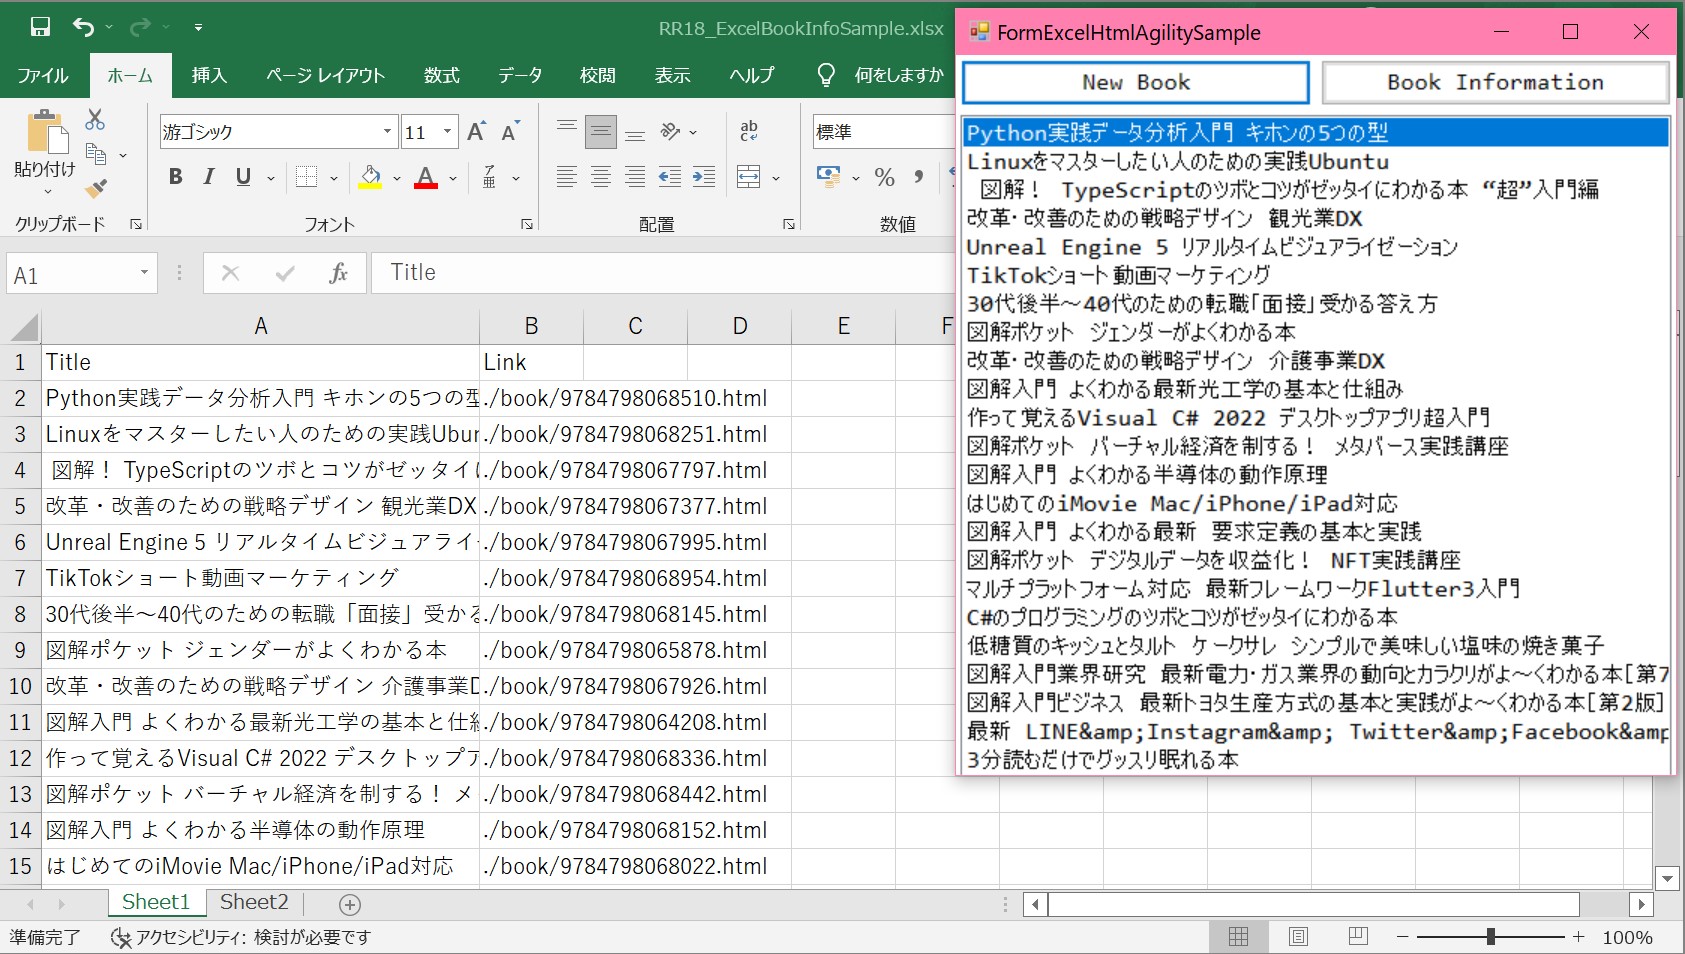 RR18_ExcelBookInfoSample.xlsx
ファイル ホーム 挿入 ページ レイアウト 数式 データ 校閲 表示 ヘルプ 何をしますか
貼り付け
クリップボード
游ゴシック 11
B I U
A A
亜
フォント
ab
配置
標準
% ,
数値
A1 fx Title
A B C D E F
1 Title Link
2 Python実践データ分析入門 キホンの5つの型 ./book/9784798068510.html
3 Linuxをマスターしたい人のための実践Ubun ./book/9784798068251.html
4 図解! TypeScriptのツボとコツがゼッタイに ./book/9784798067797.html
5 改革・改善のための戦略デザイン 観光業DX ./book/9784798067377.html
6 Unreal Engine 5 リアルタイムビジュアライ ./book/9784798067995.html
7 TikTokショート動画マーケティング ./book/9784798068954.html
8 30代後半~40代のための転職「面接」受かる ./book/9784798068145.html
9 図解ポケット ジェンダーがよくわかる本 ./book/9784798065878.html
10 改革・改善のための戦略デザイン 介護事業D ./book/9784798067926.html
11 図解入門 よくわかる最新光工学の基本と仕組 ./book/9784798064208.html
12 作って覚えるVisual C# 2022 デスクトップア ./book/9784798068336.html
13 図解ポケット バーチャル経済を制する! メ ./book/9784798068442.html
14 図解入門 よくわかる半導体の動作原理 ./book/9784798068152.html
15 はじめてのiMovie Mac/iPhone/iPad対応 ./book/9784798068022.html
Sheet1 Sheet2
準備完了 アクセシビリティ: 検討が必要です 100%
FormExcelHtmlAgilitySample
New Book Book Information
Python実践データ分析入門 キホンの5つの型
Linuxをマスターしたい人のための実践Ubuntu
図解! TypeScriptのツボとコツがゼッタイにわかる本 “超”入門編
改革・改善のための戦略デザイン 観光業DX
Unreal Engine 5 リアルタイムビジュアライゼーション
TikTokショート動画マーケティング
30代後半~40代のための転職「面接」受かる答え方
図解ポケット ジェンダーがよくわかる本
改革・改善のための戦略デザイン 介護事業DX
図解入門 よくわかる最新光工学の基本と仕組み
作って覚えるVisual C# 2022 デスクトップアプリ超入門
図解ポケット バーチャル経済を制する! メタバース実践講座
図解入門 よくわかる半導体の動作原理
はじめてのiMovie Mac/iPhone/iPad対応
図解入門 よくわかる最新 要求定義の基本と実践
図解ポケット デジタルデータを収益化! NFT実践講座
マルチプラットフォーム対応 最新フレームワークFlutter3入門
C#のプログラミングのツボとコツがゼッタイにわかる本
低糖質のキッシュとタルト ケークサレ シンプルで美味しい塩味の焼き菓子
図解入門業界研究 最新電力・ガス業界の動向とカラクリがよ~くわかる本[第7
図解入門ビジネス 最新トヨタ生産方式の基本と実践がよ~くわかる本[第2版]
最新 LINE&amp;Instagram&amp; Twitter&amp;Facebook&amp
3分読むだけでグッスリ眠れる本